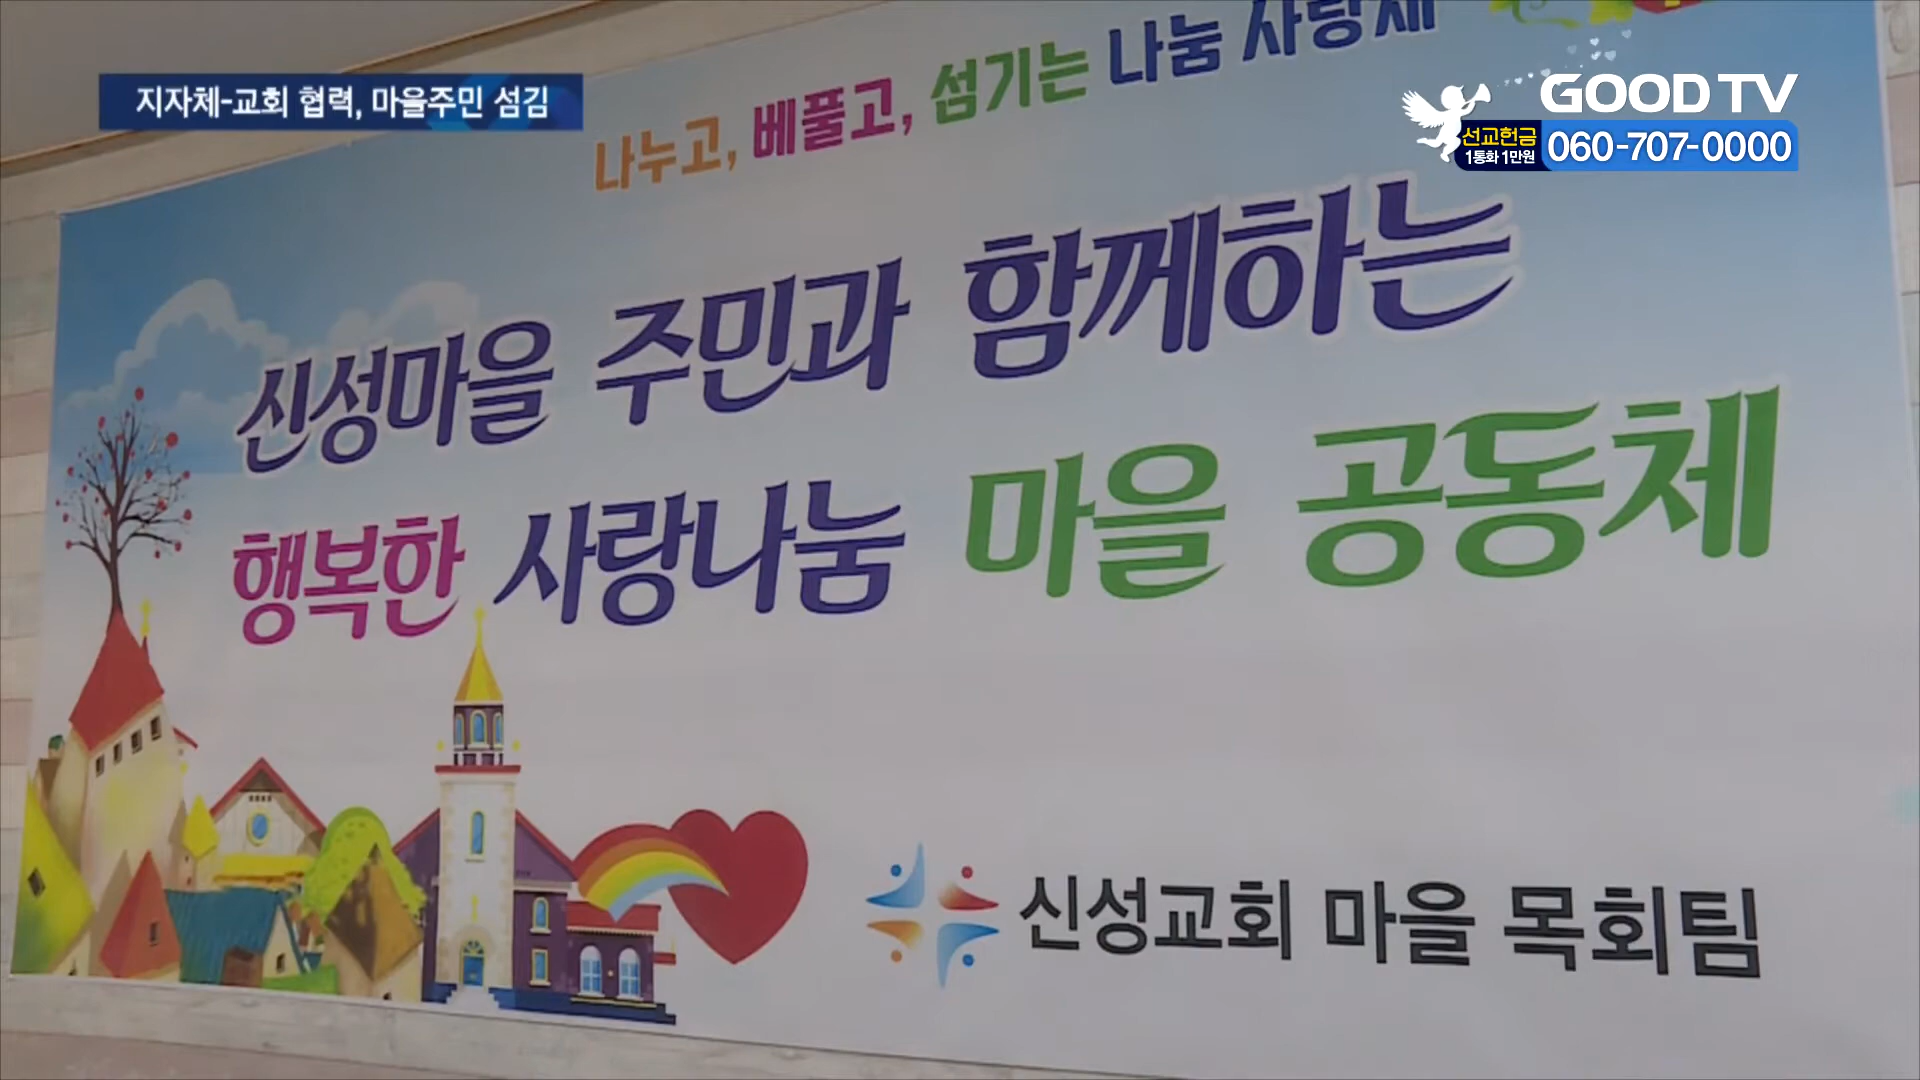 지자체-교회 협력, 마을주민 섬김
GOODTV
선교헌금
1통화 1만원
060-707-0000
나누고, 베풀고, 섬기는 나눔 사랑채
신성마을 주민과 함께하는
행복한 사랑나눔 마을 공동체
신성교회 마을 목회팀